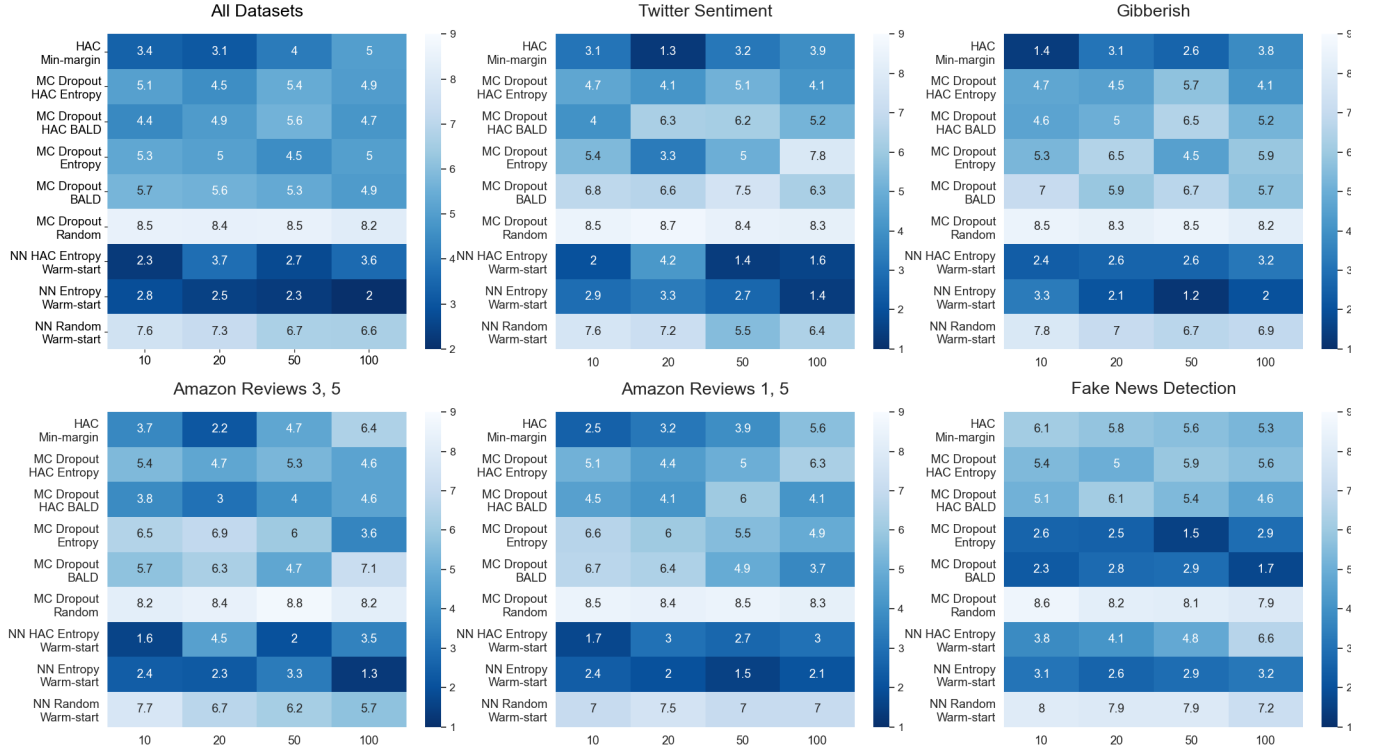 All Datasets
HAC
Min-margin
3.4 3.1 4 5
MC Dropout
HAC Entropy
5.1 4.5 5.4 4.9
MC Dropout
HAC BALD
4.4 4.9 5.6 4.7
MC Dropout
Entropy
5.3 5 4.5 5
MC Dropout
BALD
5.7 5.6 5.3 4.9
MC Dropout
Random
8.5 8.4 8.5 8.2
NN HAC Entropy
Warm-start
2.3 3.7 2.7 3.6
NN Entropy
Warm-start
2.8 2.5 2.3 2
NN Random
Warm-start
7.6 7.3 6.7 6.6
10 20 50 100
9
8
7
6
5
4
3
2
Twitter Sentiment
HAC
Min-margin
3.1 1.3 3.2 3.9
MC Dropout
HAC Entropy
4.7 4.1 5.1 4.1
MC Dropout
HAC BALD
4 6.3 6.2 5.2
MC Dropout
Entropy
5.4 3.3 5 7.8
MC Dropout
BALD
6.8 6.6 7.5 6.3
MC Dropout
Random
8.5 8.7 8.4 8.3
NN HAC Entropy
Warm-start
2 4.2 1.4 1.6
NN Entropy
Warm-start
2.9 3.3 2.7 1.4
NN Random
Warm-start
7.6 7.2 5.5 6.4
10 20 50 100
9
8
7
6
5
4
3
2
1
Gibberish
HAC
Min-margin
1.4 3.1 2.6 3.8
MC Dropout
HAC Entropy
4.7 4.5 5.7 4.1
MC Dropout
HAC BALD
4.6 5 6.5 5.2
MC Dropout
Entropy
5.3 6.5 4.5 5.9
MC Dropout
BALD
7 5.9 6.7 5.7
MC Dropout
Random
8.5 8.3 8.5 8.2
NN HAC Entropy
Warm-start
2.4 2.6 2.6 3.2
NN Entropy
Warm-start
3.3 2.1 1.2 2
NN Random
Warm-start
7.8 7 6.7 6.9
10 20 50 100
9
8
7
6
5
4
3
2
1
Amazon Reviews 3, 5
HAC
Min-margin
3.7 2.2 4.7 6.4
MC Dropout
HAC Entropy
5.4 4.7 5.3 4.6
MC Dropout
HAC BALD
3.8 3 4 4.6
MC Dropout
Entropy
6.5 6.9 6 3.6
MC Dropout
BALD
5.7 6.3 4.7 7.1
MC Dropout
Random
8.2 8.4 8.8 8.2
NN HAC Entropy
Warm-start
1.6 4.5 2 3.5
NN Entropy
Warm-start
2.4 2.3 3.3 1.3
NN Random
Warm-start
7.7 6.7 6.2 5.7
10 20 50 100
9
8
7
6
5
4
3
2
1
Amazon Reviews 1, 5
HAC
Min-margin
2.5 3.2 3.9 5.6
MC Dropout
HAC Entropy
5.1 4.4 5 6.3
MC Dropout
HAC BALD
4.5 4.1 6 4.1
MC Dropout
Entropy
6.6 6 5.5 4.9
MC Dropout
BALD
6.7 6.4 4.9 3.7
MC Dropout
Random
8.5 8.4 8.5 8.3
NN HAC Entropy
Warm-start
1.7 3 2.7 3
NN Entropy
Warm-start
2.4 2 1.5 2.1
NN Random
Warm-start
7 7.5 7 7
10 20 50 100
9
8
7
6
5
4
3
2
1
Fake News Detection
HAC
Min-margin
6.1 5.8 5.6 5.3
MC Dropout
HAC Entropy
5.4 5 5.9 5.6
MC Dropout
HAC BALD
5.1 6.1 5.4 4.6
MC Dropout
Entropy
2.6 2.5 1.5 2.9
MC Dropout
BALD
2.3 2.8 2.9 1.7
MC Dropout
Random
8.6 8.2 8.1 7.9
NN HAC Entropy
Warm-start
3.8 4.1 4.8 6.6
NN Entropy
Warm-start
3.1 2.6 2.9 3.2
NN Random
Warm-start
8 7.9 7.9 7.2
10 20 50 100
9
8
7
6
5
4
3
2
1